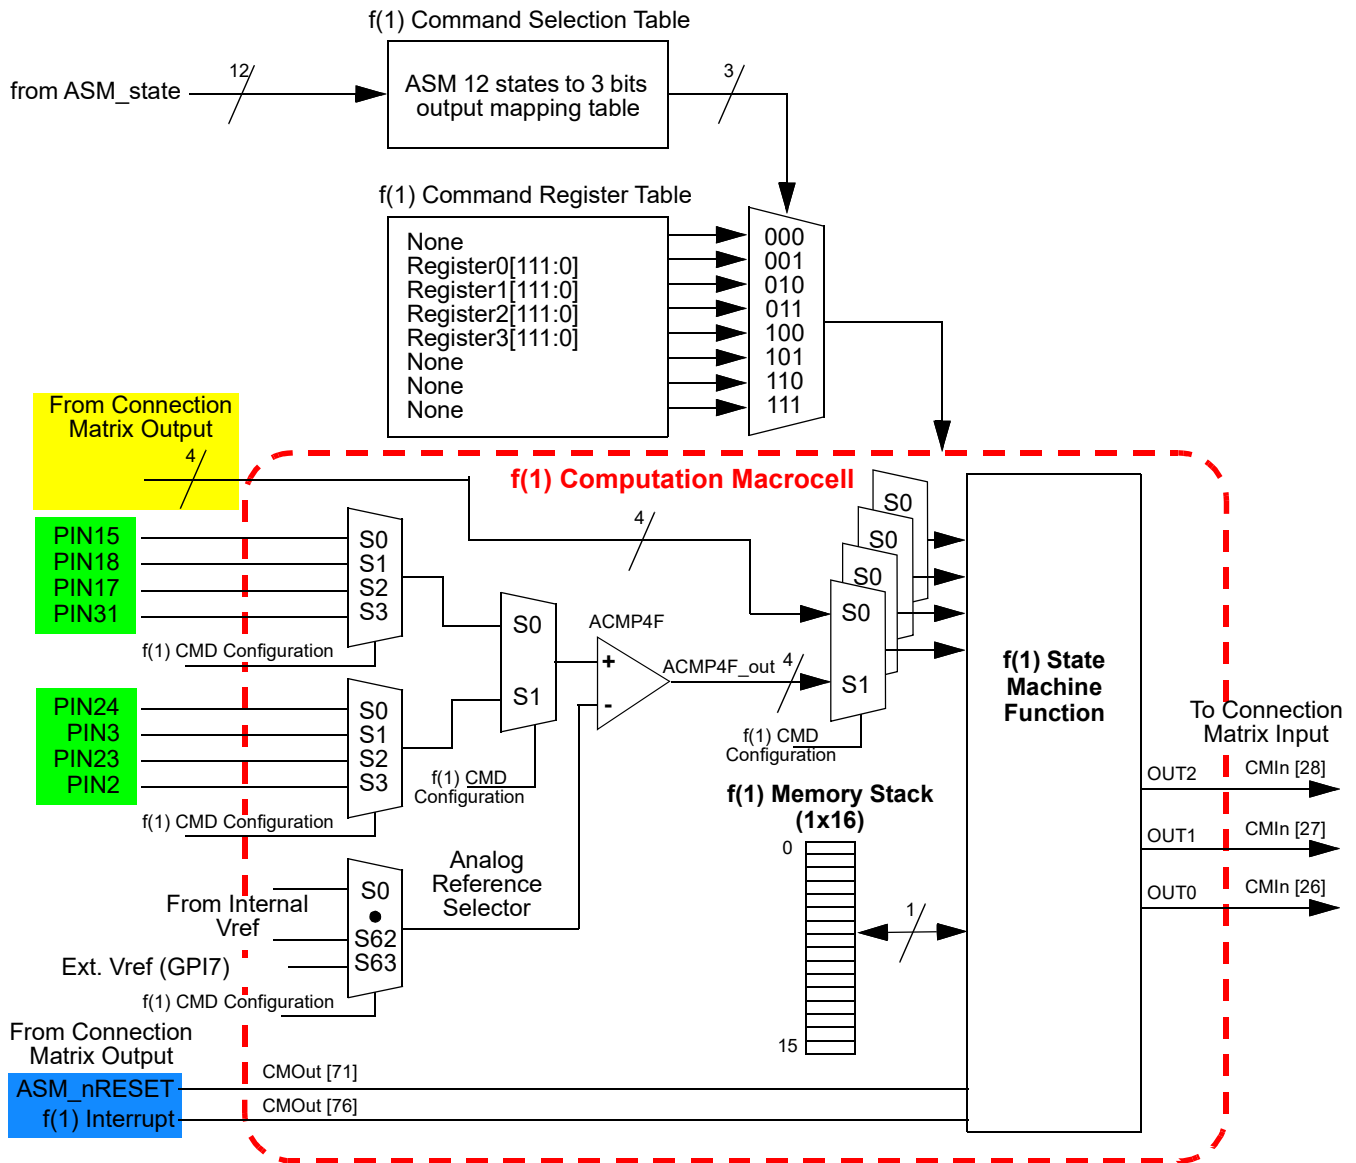 f(1) Command Selection Table
from ASM_state
12
ASM 12 states to 3 bits
output mapping table
3
f(1) Command Register Table
None
Register0[111:0]
Register1[111:0]
Register2[111:0]
Register3[111:0]
None
None
None
000
001
010
011
100
101
110
111
From Connection
Matrix Output
4
f(1) Computation Macrocell
4
PIN15
PIN18
PIN17
PIN31
S0
S1
S2
S3
f(1) CMD Configuration
PIN24
PIN3
PIN23
PIN2
S0
S1
S2
S3
f(1) CMD Configuration
S0
S1
f(1) CMD
Configuration
ACMP4F
+
-
ACMP4F_out
4
S0
S0
S0
S0
S1
f(1) CMD
Configuration
f(1) State
Machine
Function
f(1) Memory Stack
(1x16)
0
15
1
Analog
Reference
Selector
From Internal
Vref
Ext. Vref (GPI7)
S0
S62
S63
f(1) CMD Configuration
From Connection
Matrix Output
ASM_nRESET
f(1) Interrupt
CMOut [71]
CMOut [76]
To Connection
Matrix Input
OUT2
CMIn [28]
OUT1
CMIn [27]
OUT0
CMIn [26]